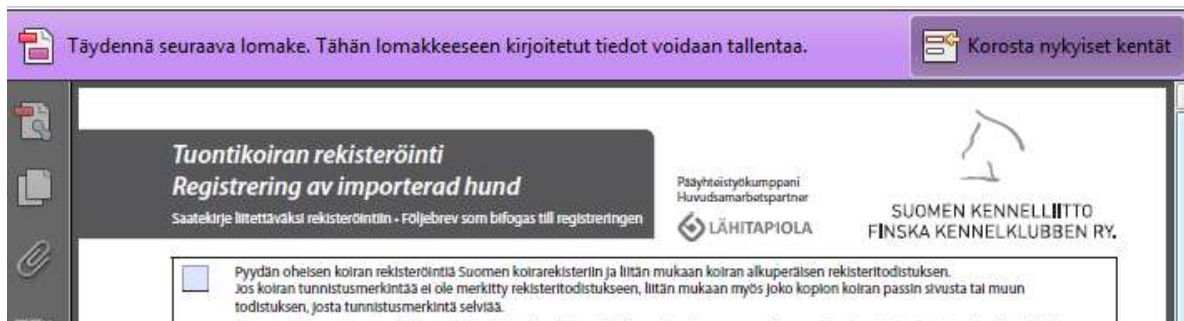 Täydennä seuraava lomake. Tähän lomakkeeseen kirjoitetut tiedot voidaan tallentaa.
Korosta nykyiset kentät
Tuontikoiran rekisteröinti
Registrering av importerad hund
Saatekirje liitettäväksi rekisteröintiin • Följebrev som bifogas till registreringen
Pääyhteistyökumppani
Huvudsamarbetspartner
LÄHITAPIOLA
SUOMEN KENNELLIITTO
FINSKA KENNELKLUBBEN RY.
Pyydän oheisen koiran rekisteröintiä Suomen koirarekisteriin ja liitän mukaan koiran alkuperäisen rekisteritodistuksen.
Jos koiran tunnistusmerkintää ei ole merkitty rekisteritodistukseen, liitän mukaan myös joko kopion koiran passin sivusta tai muun
todistuksen, josta tunnistusmerkintä selviää.